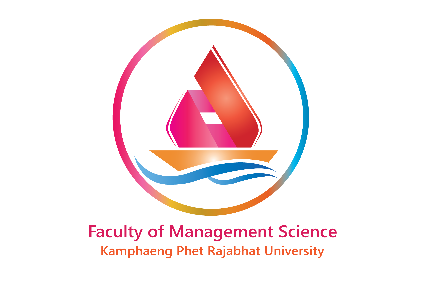 Faculty of Management Science
Kamphaeng Phet Rajabhat University